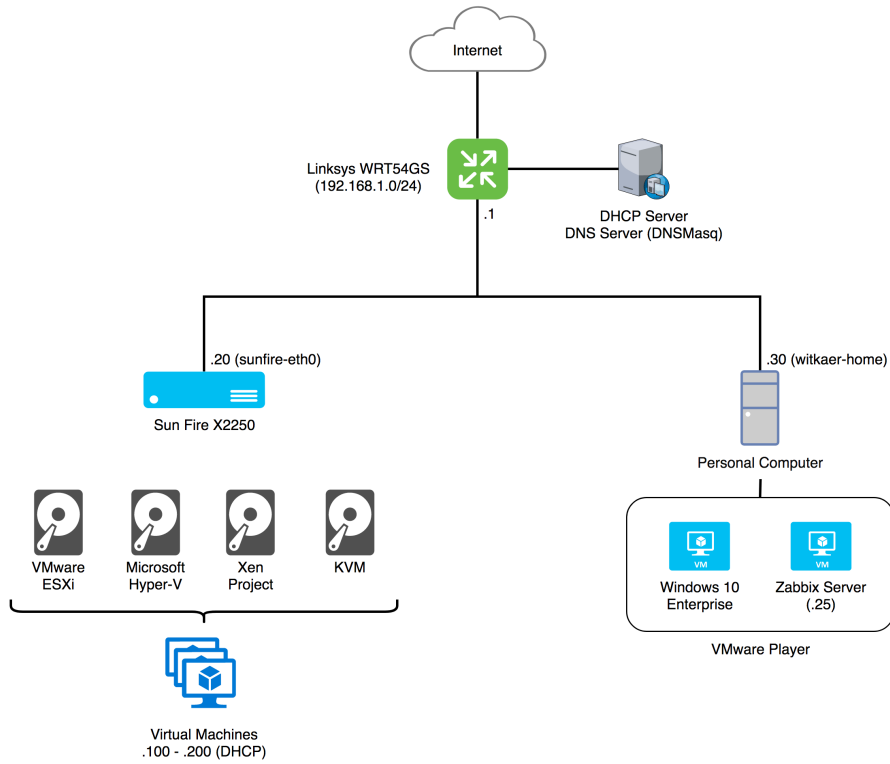 Internet
Linksys WRT54GS
(192.168.1.0/24)
.1
DHCP Server
DNS Server (DNSMasq)
.20 (sunfire-eth0)
.30 (witkaer-home)
Sun Fire X2250
Personal Computer
VMware
ESXi
Microsoft
Hyper-V
Xen
Project
KVM
VM
VM
Windows 10
Enterprise
Zabbix Server
(.25)
VMware Player
Virtual Machines
.100 - .200 (DHCP)